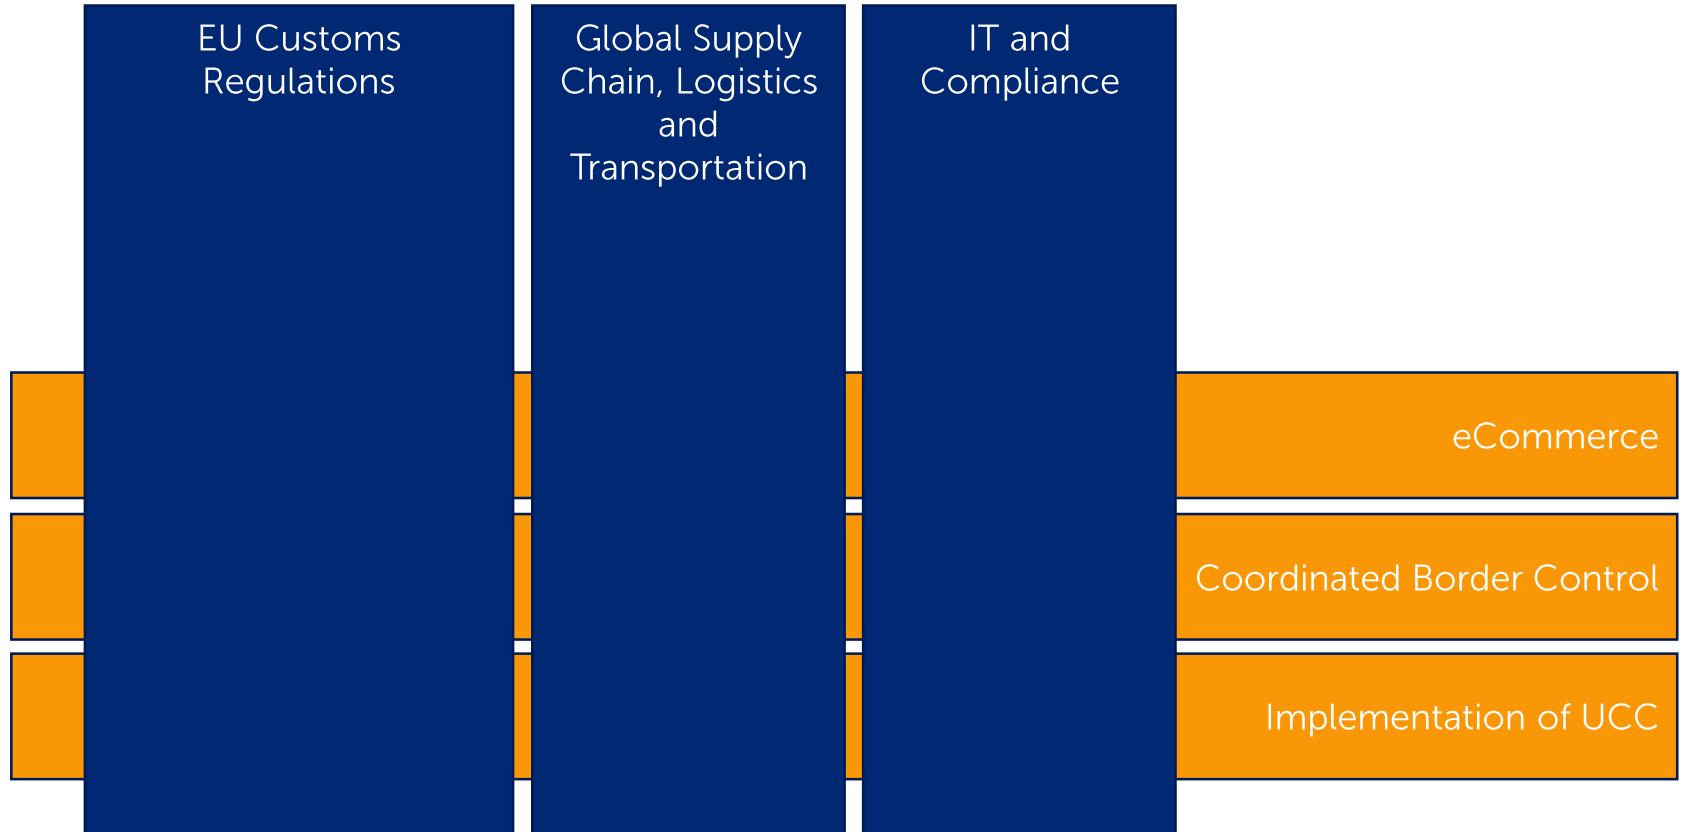 EU Customs
Regulations
Global Supply
Chain, Logistics
and
Transportation
IT and
Compliance
eCommerce
Coordinated Border Control
Implementation of UCC